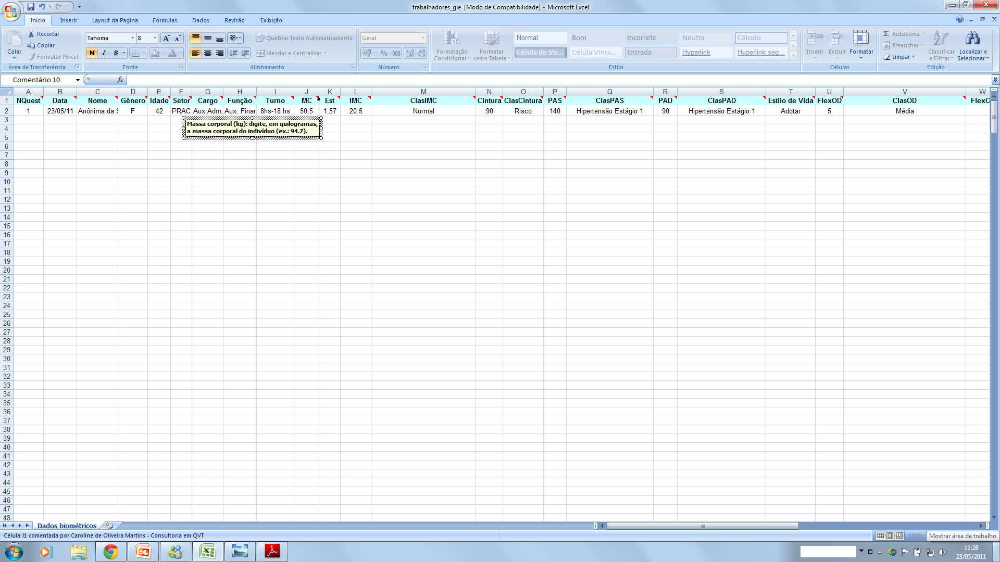 trabalhadores_gle [Modo de Compatibilidade] - Microsoft Excel
Início Inserir Layout da Página Fórmulas Dados Revisão Exibição
Colar
Recortar
Copiar
Formatar Pincel
Área de Transferência
Tahoma 8
N I S
Fonte
Quebrar Texto Automaticamente
Mesclar e Centralizar
Alinhamento
Geral
% 000
Número
Formatação Condicional
Formatar como Tabela
Normal Bom Incorreto Neutra Cálculo
Célula de Ve... Célula Vincu... Entrada Hyperlink Hyperlink seg...
Estilo
Inserir Excluir Formatar
Células
AutoSoma
Preencher
Limpar
Classificar e Filtrar
Localizar e Selecionar
Edição
Comentário 10 fx
A B C D E F G H I J K L M N O P Q R S T U V W
1 NQuest Data Nome Gênero Idade Setor Cargo Função Turno MC Est IMC ClasIMC Cintura ClasCintura PAS ClasPAS PAD ClasPAD Estilo de Vida FlexOD ClasOD FlexO
2 1 23/05/11 Anônima da S F 42 PRAC Aux.Adm. Aux. Finan 8hs-18 hs 50.5 1.57 20.5 Normal 90 Risco 140 Hipertensão Estágio 1 90 Hipertensão Estágio 1 Adotar 5 Média
Massa corporal (kg): digite, em quilogramas,
a massa corporal do indivíduo (ex.: 94.7).
3
4
5
6
7
8
9
10
11
12
13
14
15
16
17
18
19
20
21
22
23
24
25
26
27
28
29
30
31
32
33
34
35
36
37
38
39
40
41
42
43
44
45
46
47
48
Dados biométricos
Célula J1 comentada por Caroline de Oliveira Martins - Consultoria em QVT
100%
Mostrar área de trabalho
11:28
23/05/2011